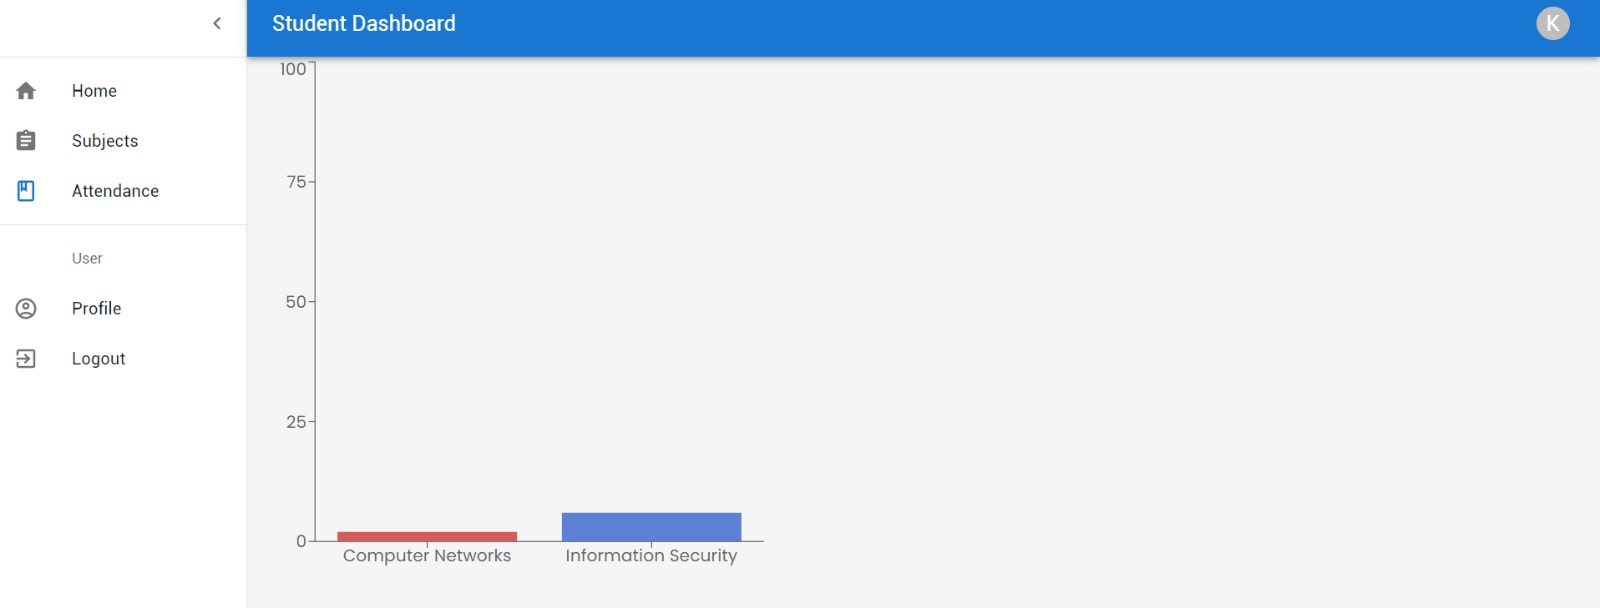 Student Dashboard
K
Home
Subjects
Attendance
User
Profile
Logout
100
75
50
25
0
Computer Networks
Information Security